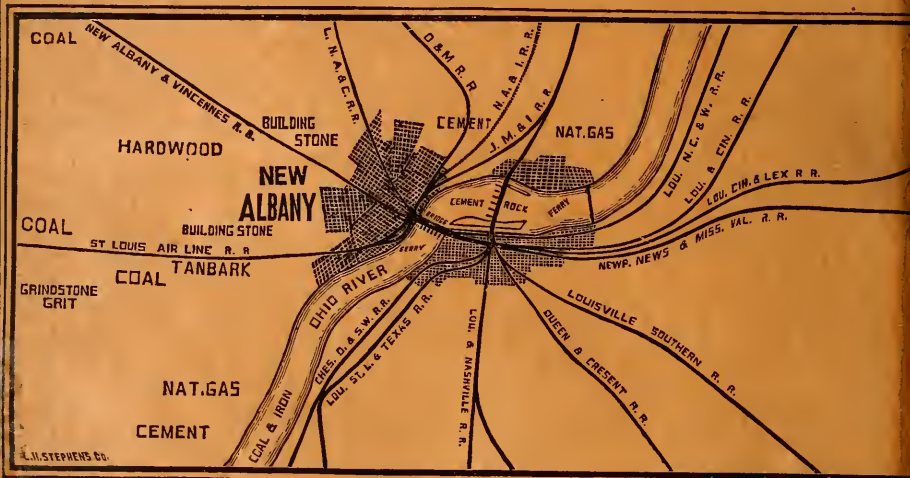 COAL
NEW ALBANY & VINCENNES R.R.
L. N. A. & C. R. R.
O & M R. R
N. A. & I. R. R.
J. M. & I R. R
LOU. N. C. & W. R.R.
LOU. & CIN. R. R.
LOU. CIN. & LEX R R.
NEWP. NEWS & MISS. VAL. R. R.
BUILDING
STONE
CEMENT
NAT. GAS
HARDWOOD
NEW
ALBANY
CEMENT ROCK
BRIDGE
FERRY
COAL
BUILDING STONE
ST LOUIS AIR LINE R. R
FERRY
COAL
TANBARK
GRINDSTONE
GRIT
OHIO RIVER
CHES. O. & S.W. R.R.
LOU. ST. L. & TEXAS R. R.
LOU. & NASHVILLE R. R.
QUEEN & CRESENT R. R.
LOUISVILLE SOUTHERN R. R.
NAT. GAS
CEMENT
COAL & IRON
C.H. STEPHENS CO.